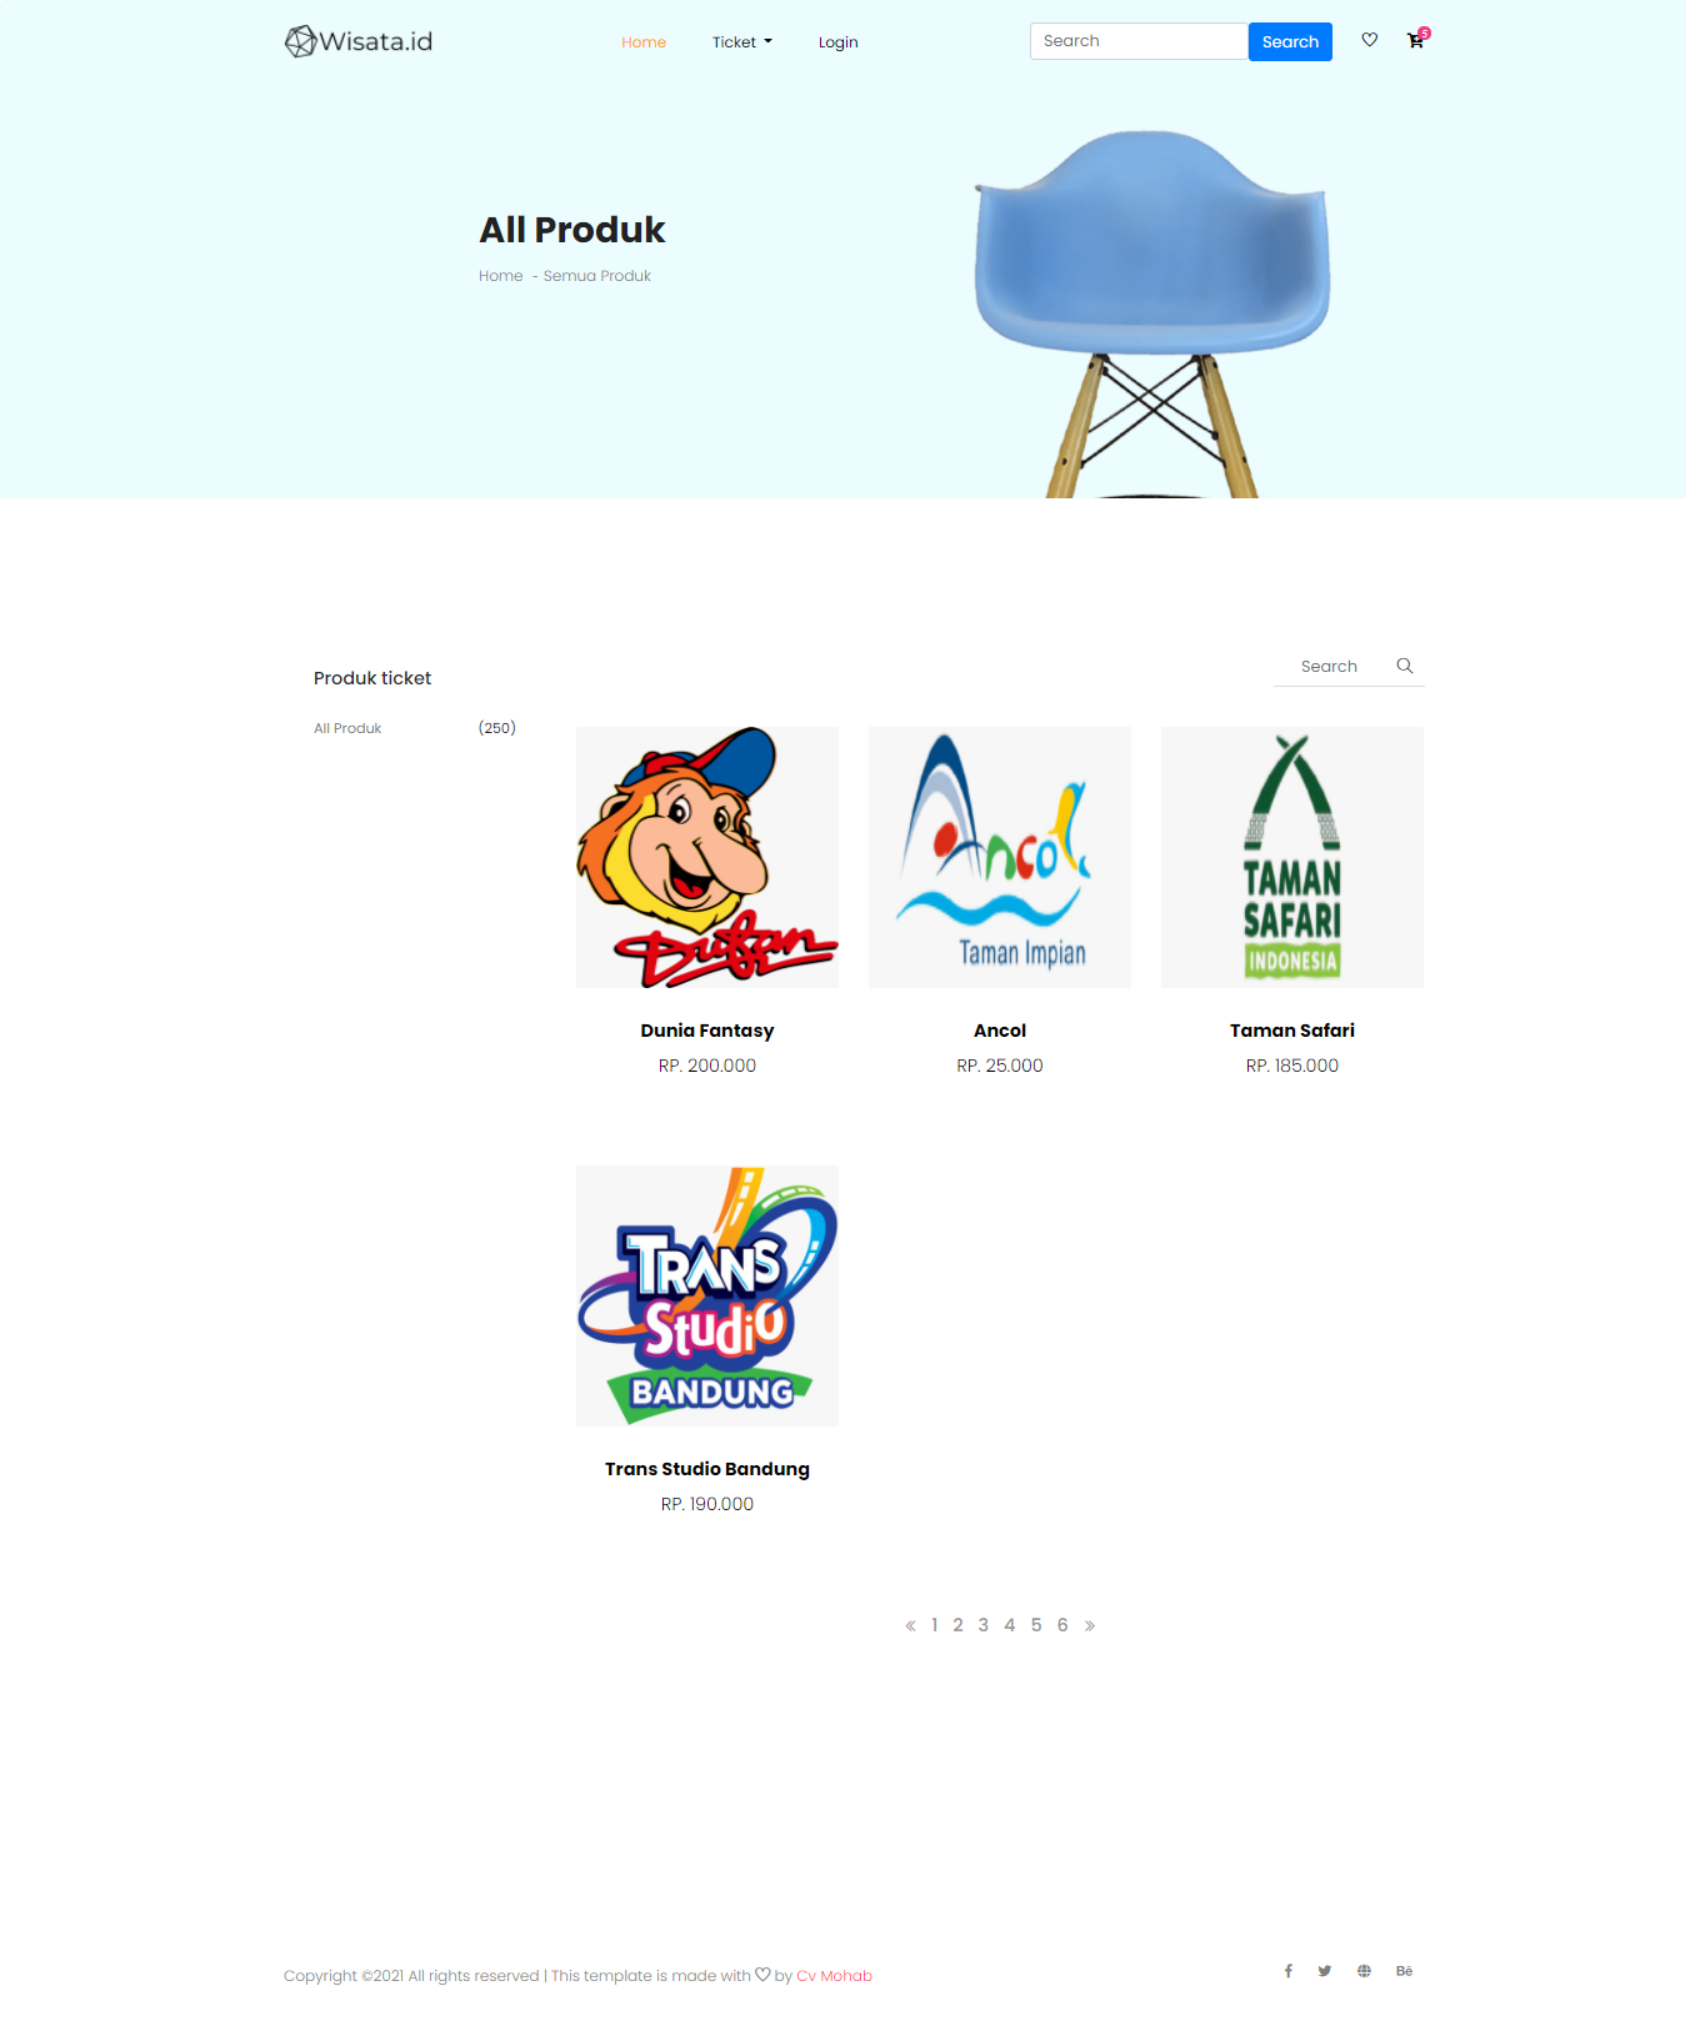 Wisata.id
Home Ticket Login
Search Search 5
All Produk
Home - Semua Produk
Produk ticket
Search
All Produk (250)
Dufan
Ancol
Taman Impian
TAMAN
SAFARI
INDONESIA
Dunia Fantasy
RP. 200.000
Ancol
RP. 25.000
Taman Safari
RP. 185.000
TRANS
Studio
BANDUNG
Trans Studio Bandung
RP. 190.000
« 1 2 3 4 5 6 »
Copyright ©2021 All rights reserved | This template is made with ♡ by Cv Mohab
f Bē